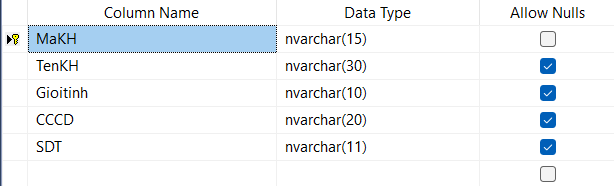 Column Name Data Type Allow Nulls
MaKH nvarchar(15)
TenKH nvarchar(30)
Gioitinh nvarchar(10)
CCCD nvarchar(20)
SDT nvarchar(11)